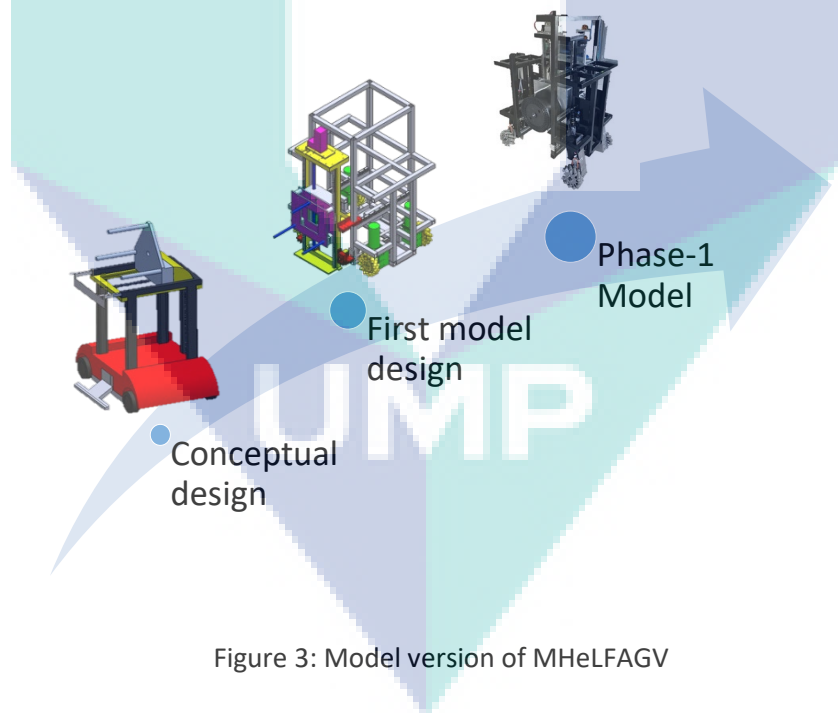 Phase-1
Model
First model
design
UMP
Conceptual
design
Figure 3: Model version of MHeLFAGV